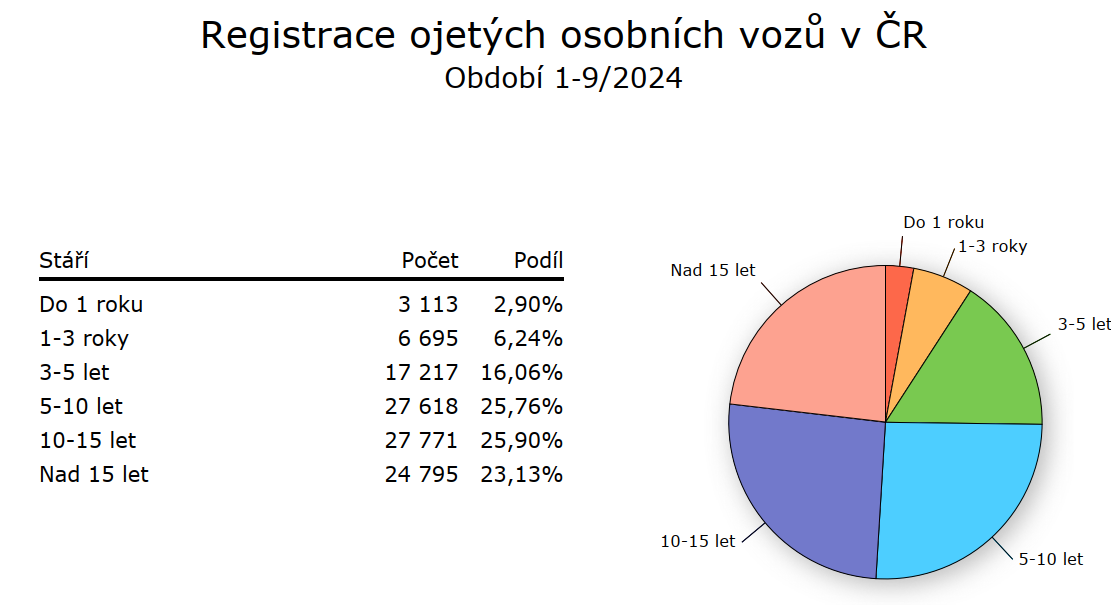 Registrace ojetých osobních vozů v ČR
Období 1-9/2024
Stáří Počet Podíl
Do 1 roku 3 113 2,90%
1-3 roky 6 695 6,24%
3-5 let 17 217 16,06%
5-10 let 27 618 25,76%
10-15 let 27 771 25,90%
Nad 15 let 24 795 23,13%
Do 1 roku
1-3 roky
Nad 15 let
3-5 let
10-15 let
5-10 let